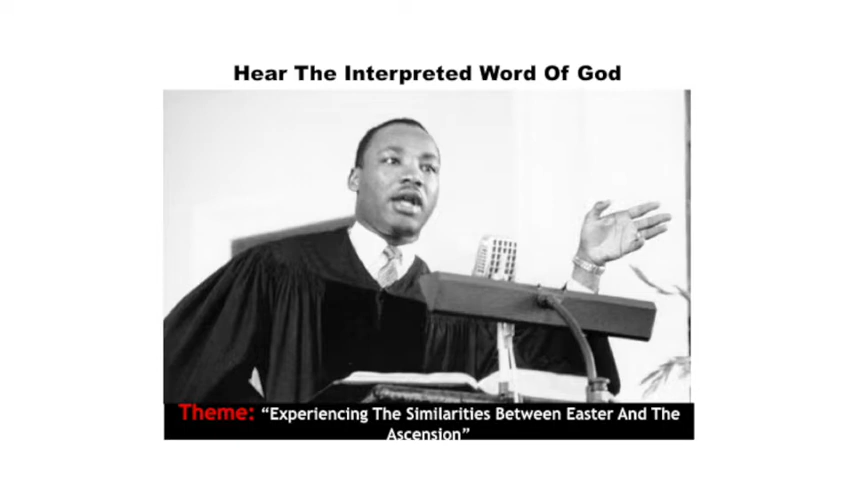 Hear The Interpreted Word Of God
Theme: “Experiencing The Similarities Between Easter And The
Ascension”